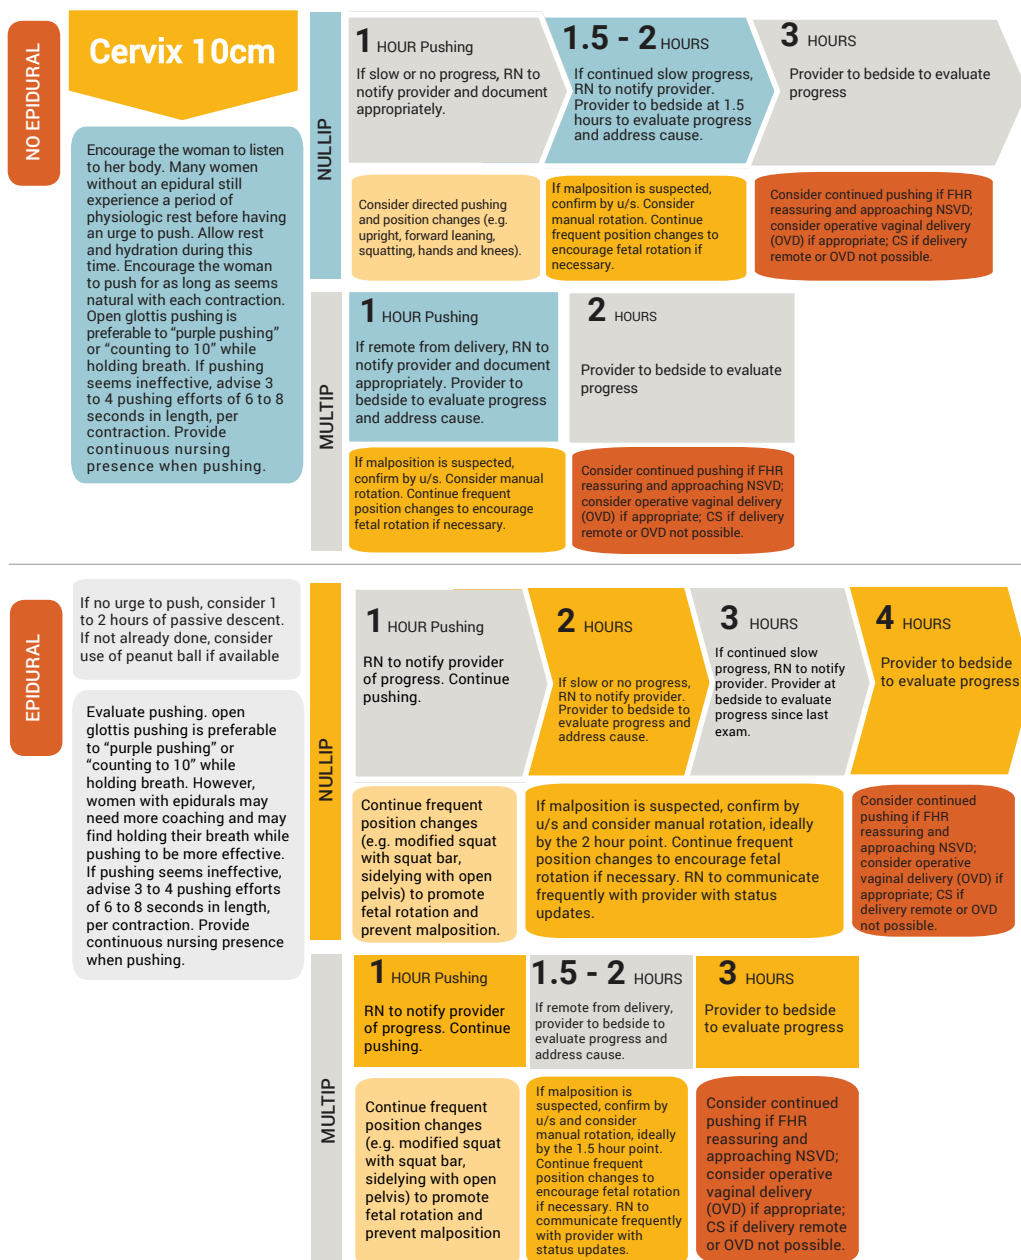 NO EPIDURAL
Cervix 10cm
Encourage the woman to listen
to her body. Many women
without an epidural still
experience a period of
physiologic rest before having
an urge to push. Allow rest
and hydration during this
time. Encourage the woman
to push for as long as seems
natural with each contraction.
Open glottis pushing is
preferable to “purple pushing”
or “counting to 10” while
holding breath. If pushing
seems ineffective, advise 3
to 4 pushing efforts of 6 to 8
seconds in length, per
contraction. Provide
continuous nursing
presence when pushing.
NULLIP
1 HOUR Pushing
If slow or no progress, RN to
notify provider and document
appropriately.
1.5 - 2 HOURS
If continued slow progress,
RN to notify provider.
Provider to bedside at 1.5
hours to evaluate progress
and address cause.
3 HOURS
Provider to bedside to evaluate
progress
Consider directed pushing
and position changes (e.g.
upright, forward leaning,
squatting, hands and knees).
If malposition is suspected,
confirm by u/s. Consider
manual rotation. Continue
frequent position changes to
encourage fetal rotation if
necessary.
Consider continued pushing if FHR
reassuring and approaching NSVD;
consider operative vaginal delivery
(OVD) if appropriate; CS if delivery
remote or OVD not possible.
MULTIP
1 HOUR Pushing
If remote from delivery, RN to
notify provider and document
appropriately. Provider to
bedside to evaluate progress
and address cause.
2 HOURS
Provider to bedside to evaluate
progress
If malposition is suspected,
confirm by u/s. Consider manual
rotation. Continue frequent
position changes to encourage
fetal rotation if necessary.
Consider continued pushing if FHR
reassuring and approaching NSVD;
consider operative vaginal delivery
(OVD) if appropriate; CS if delivery
remote or OVD not possible.
EPIDURAL
If no urge to push, consider 1
to 2 hours of passive descent.
If not already done, consider
use of peanut ball if available
Evaluate pushing. open
glottis pushing is preferable
to “purple pushing” or
“counting to 10” while
holding breath. However,
women with epidurals may
need more coaching and may
find holding their breath while
pushing to be more effective.
If pushing seems ineffective,
advise 3 to 4 pushing efforts
of 6 to 8 seconds in length,
per contraction. Provide
continuous nursing presence
when pushing.
NULLIP
1 HOUR Pushing
RN to notify provider
of progress. Continue
pushing.
2 HOURS
If slow or no progress,
RN to notify provider.
Provider to bedside to
evaluate progress and
address cause.
3 HOURS
If continued slow
progress, RN to notify
provider. Provider at
bedside to evaluate
progress since last
exam.
4 HOURS
Provider to bedside
to evaluate progress
Continue frequent
position changes
(e.g. modified squat
with squat bar,
sidelying with open
pelvis) to promote
fetal rotation and
prevent malposition.
If malposition is suspected, confirm by
u/s and consider manual rotation, ideally
by the 2 hour point. Continue frequent
position changes to encourage fetal
rotation if necessary. RN to communicate
frequently with provider with status
updates.
Consider continued
pushing if FHR
reassuring and
approaching NSVD;
consider operative
vaginal delivery (OVD) if
appropriate; CS if
delivery remote or OVD
not possible.
MULTIP
1 HOUR Pushing
RN to notify provider
of progress. Continue
pushing.
1.5 - 2 HOURS
If remote from delivery,
provider to bedside to
evaluate progress and
address cause.
3 HOURS
Provider to bedside
to evaluate progress
Continue frequent
position changes
(e.g. modified squat
with squat bar,
sidelying with open
pelvis) to promote
fetal rotation and
prevent malposition
If malposition is
suspected, confirm by
u/s and consider
manual rotation, ideally
by the 1.5 hour point.
Continue frequent
position changes to
encourage fetal rotation
if necessary. RN to
communicate frequently
with provider with
status updates.
Consider continued
pushing if FHR
reassuring and
approaching NSVD;
consider operative
vaginal delivery
(OVD) if appropriate;
CS if delivery remote
or OVD not possible.